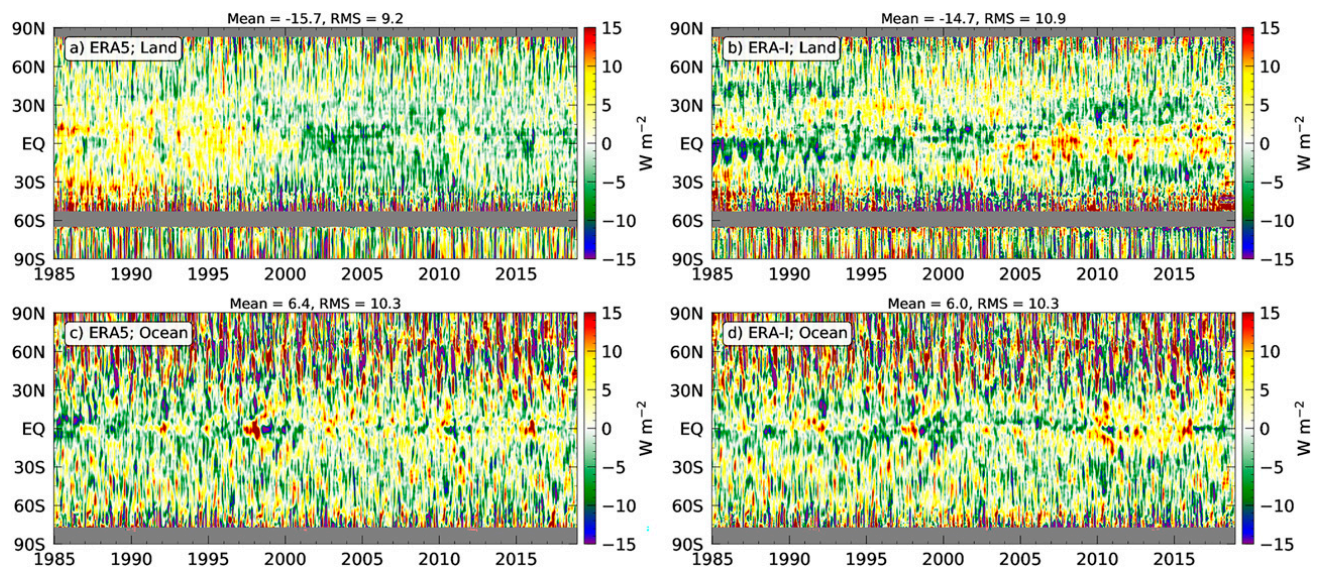 Mean = -15.7, RMS = 9.2
a) ERA5; Land
90N
60N
30N
EQ
30S
60S
90S
1985 1990 1995 2000 2005 2010 2015
15
10
5
0
−5
−10
−15
W m−2
Mean = -14.7, RMS = 10.9
b) ERA-I; Land
90N
60N
30N
EQ
30S
60S
90S
1985 1990 1995 2000 2005 2010 2015
15
10
5
0
−5
−10
−15
W m−2
Mean = 6.4, RMS = 10.3
c) ERA5; Ocean
90N
60N
30N
EQ
30S
60S
90S
1985 1990 1995 2000 2005 2010 2015
15
10
5
0
−5
−10
−15
W m−2
Mean = 6.0, RMS = 10.3
d) ERA-I; Ocean
90N
60N
30N
EQ
30S
60S
90S
1985 1990 1995 2000 2005 2010 2015
15
10
5
0
−5
−10
−15
W m−2